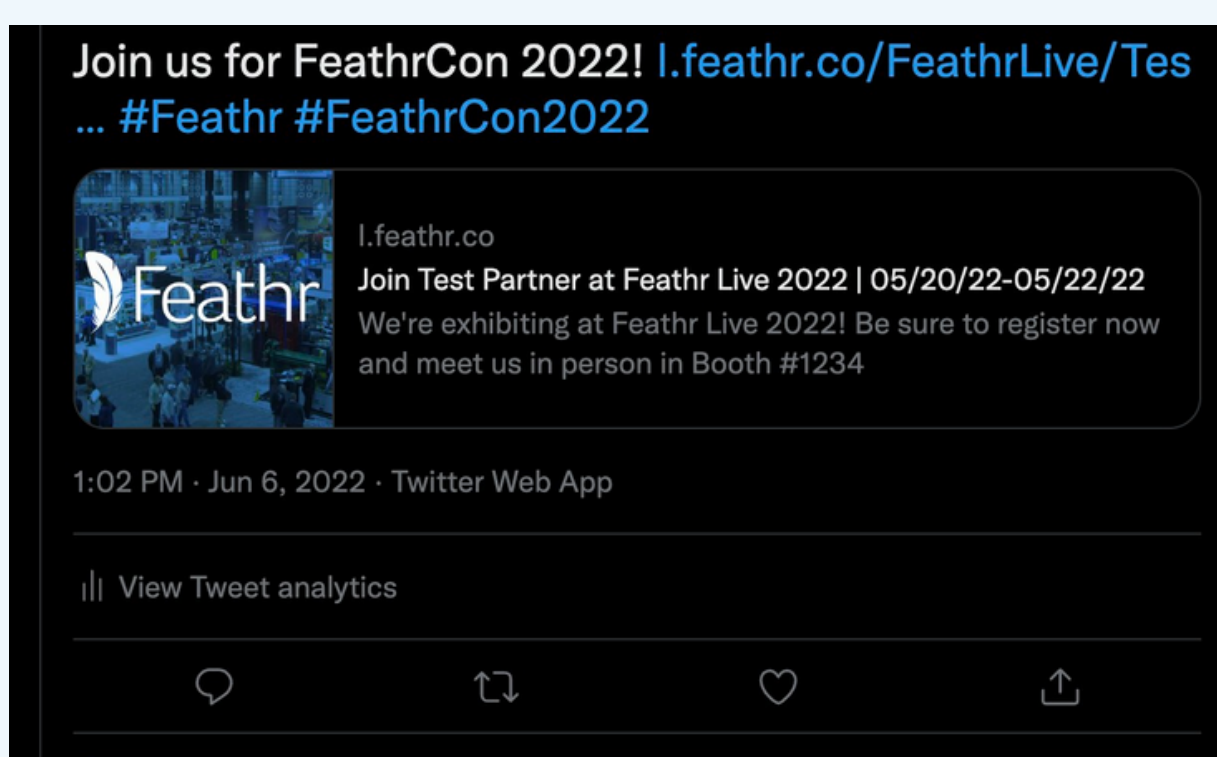 Join us for FeathrCon 2022! l.feathr.co/FeathrLive/Tes
... #Feathr #FeathrCon2022
Feathr
l.feathr.co
Join Test Partner at Feathr Live 2022 | 05/20/22-05/22/22
We're exhibiting at Feathr Live 2022! Be sure to register now
and meet us in person in Booth #1234
1:02 PM · Jun 6, 2022 · Twitter Web App
View Tweet analytics